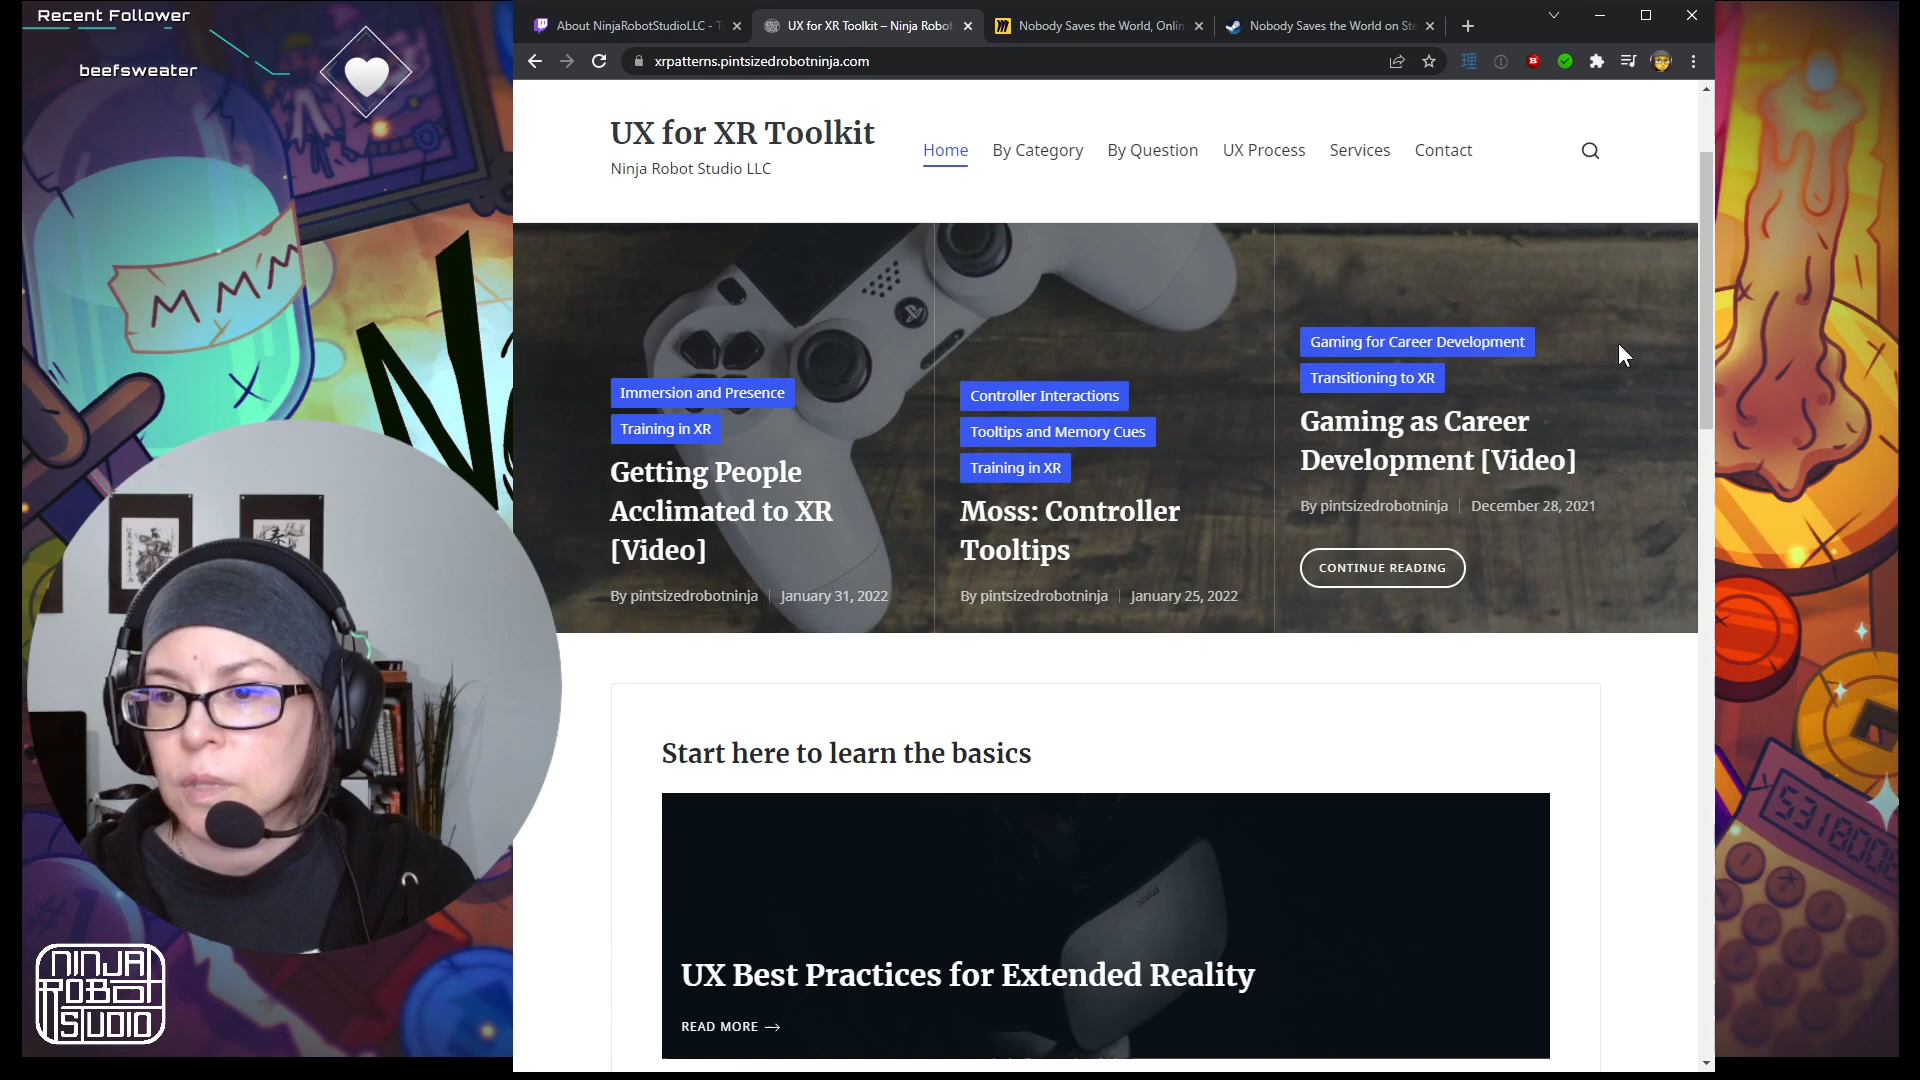 Recent Follower
beefsweater
MMM
NINJA
ROBOT
STUDIO
#1
5318008
About NinjaRobotStudioLLC - T
UX for XR Toolkit – Ninja Robot
Nobody Saves the World, Onlin
Nobody Saves the World on Ste
xrpatterns.pintsizedrobotninja.com
UX for XR Toolkit
Ninja Robot Studio LLC
Home
By Category
By Question
UX Process
Services
Contact
Immersion and Presence
Training in XR
Getting People
Acclimated to XR
[Video]
By pintsizedrobotninja
January 31, 2022
Controller Interactions
Tooltips and Memory Cues
Training in XR
Moss: Controller
Tooltips
By pintsizedrobotninja
January 25, 2022
Gaming for Career Development
Transitioning to XR
Gaming as Career
Development [Video]
By pintsizedrobotninja
December 28, 2021
CONTINUE READING
Start here to learn the basics
oculus
UX Best Practices for Extended Reality
READ MORE